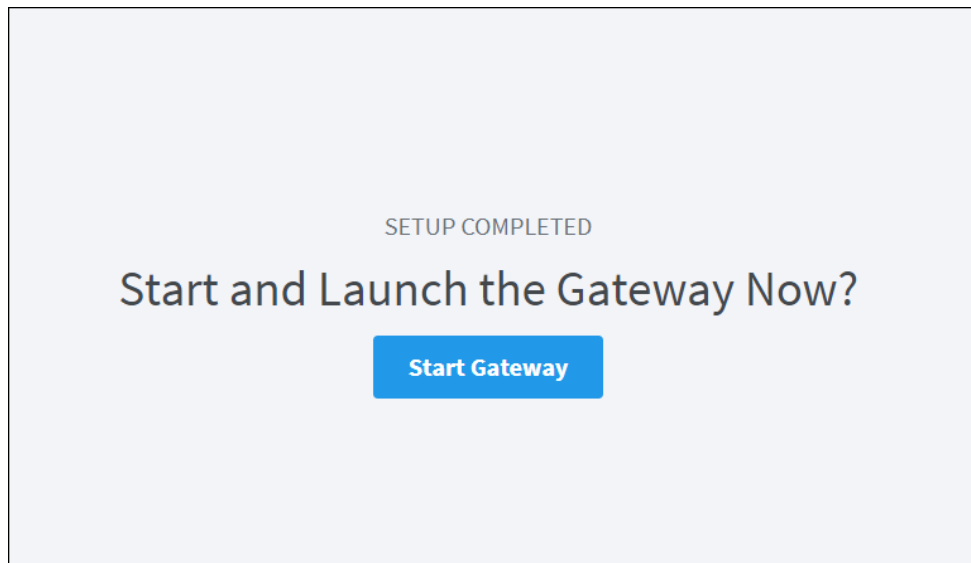 SETUP COMPLETED
Start and Launch the Gateway Now?
Start Gateway